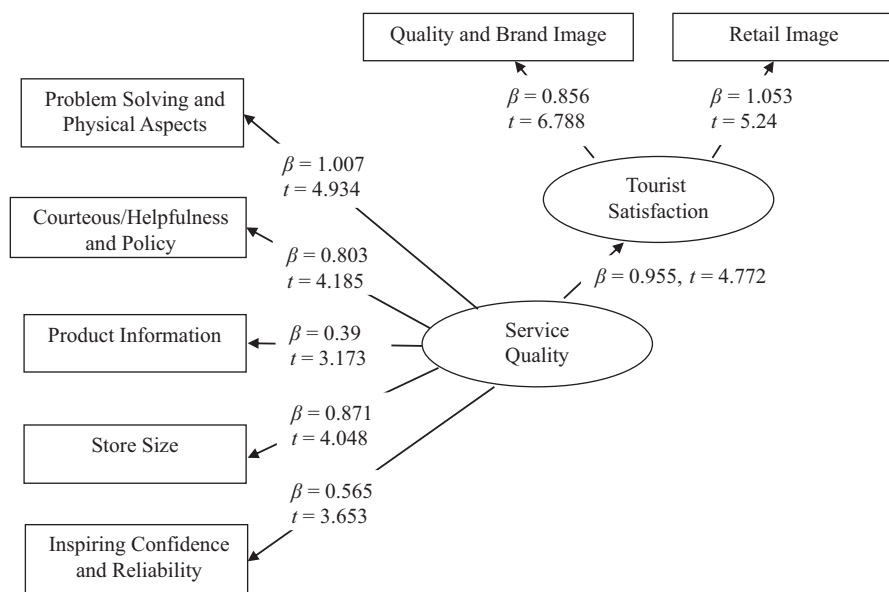 Quality and Brand Image
Retail Image
β = 0.856
t = 6.788
β = 1.053
t = 5.24
Tourist
Satisfaction
β = 0.955, t = 4.772
Problem Solving and
Physical Aspects
β = 1.007
t = 4.934
Courteous/Helpfulness
and Policy
β = 0.803
t = 4.185
Product Information
β = 0.39
t = 3.173
Service
Quality
Store Size
β = 0.871
t = 4.048
Inspiring Confidence
and Reliability
β = 0.565
t = 3.653